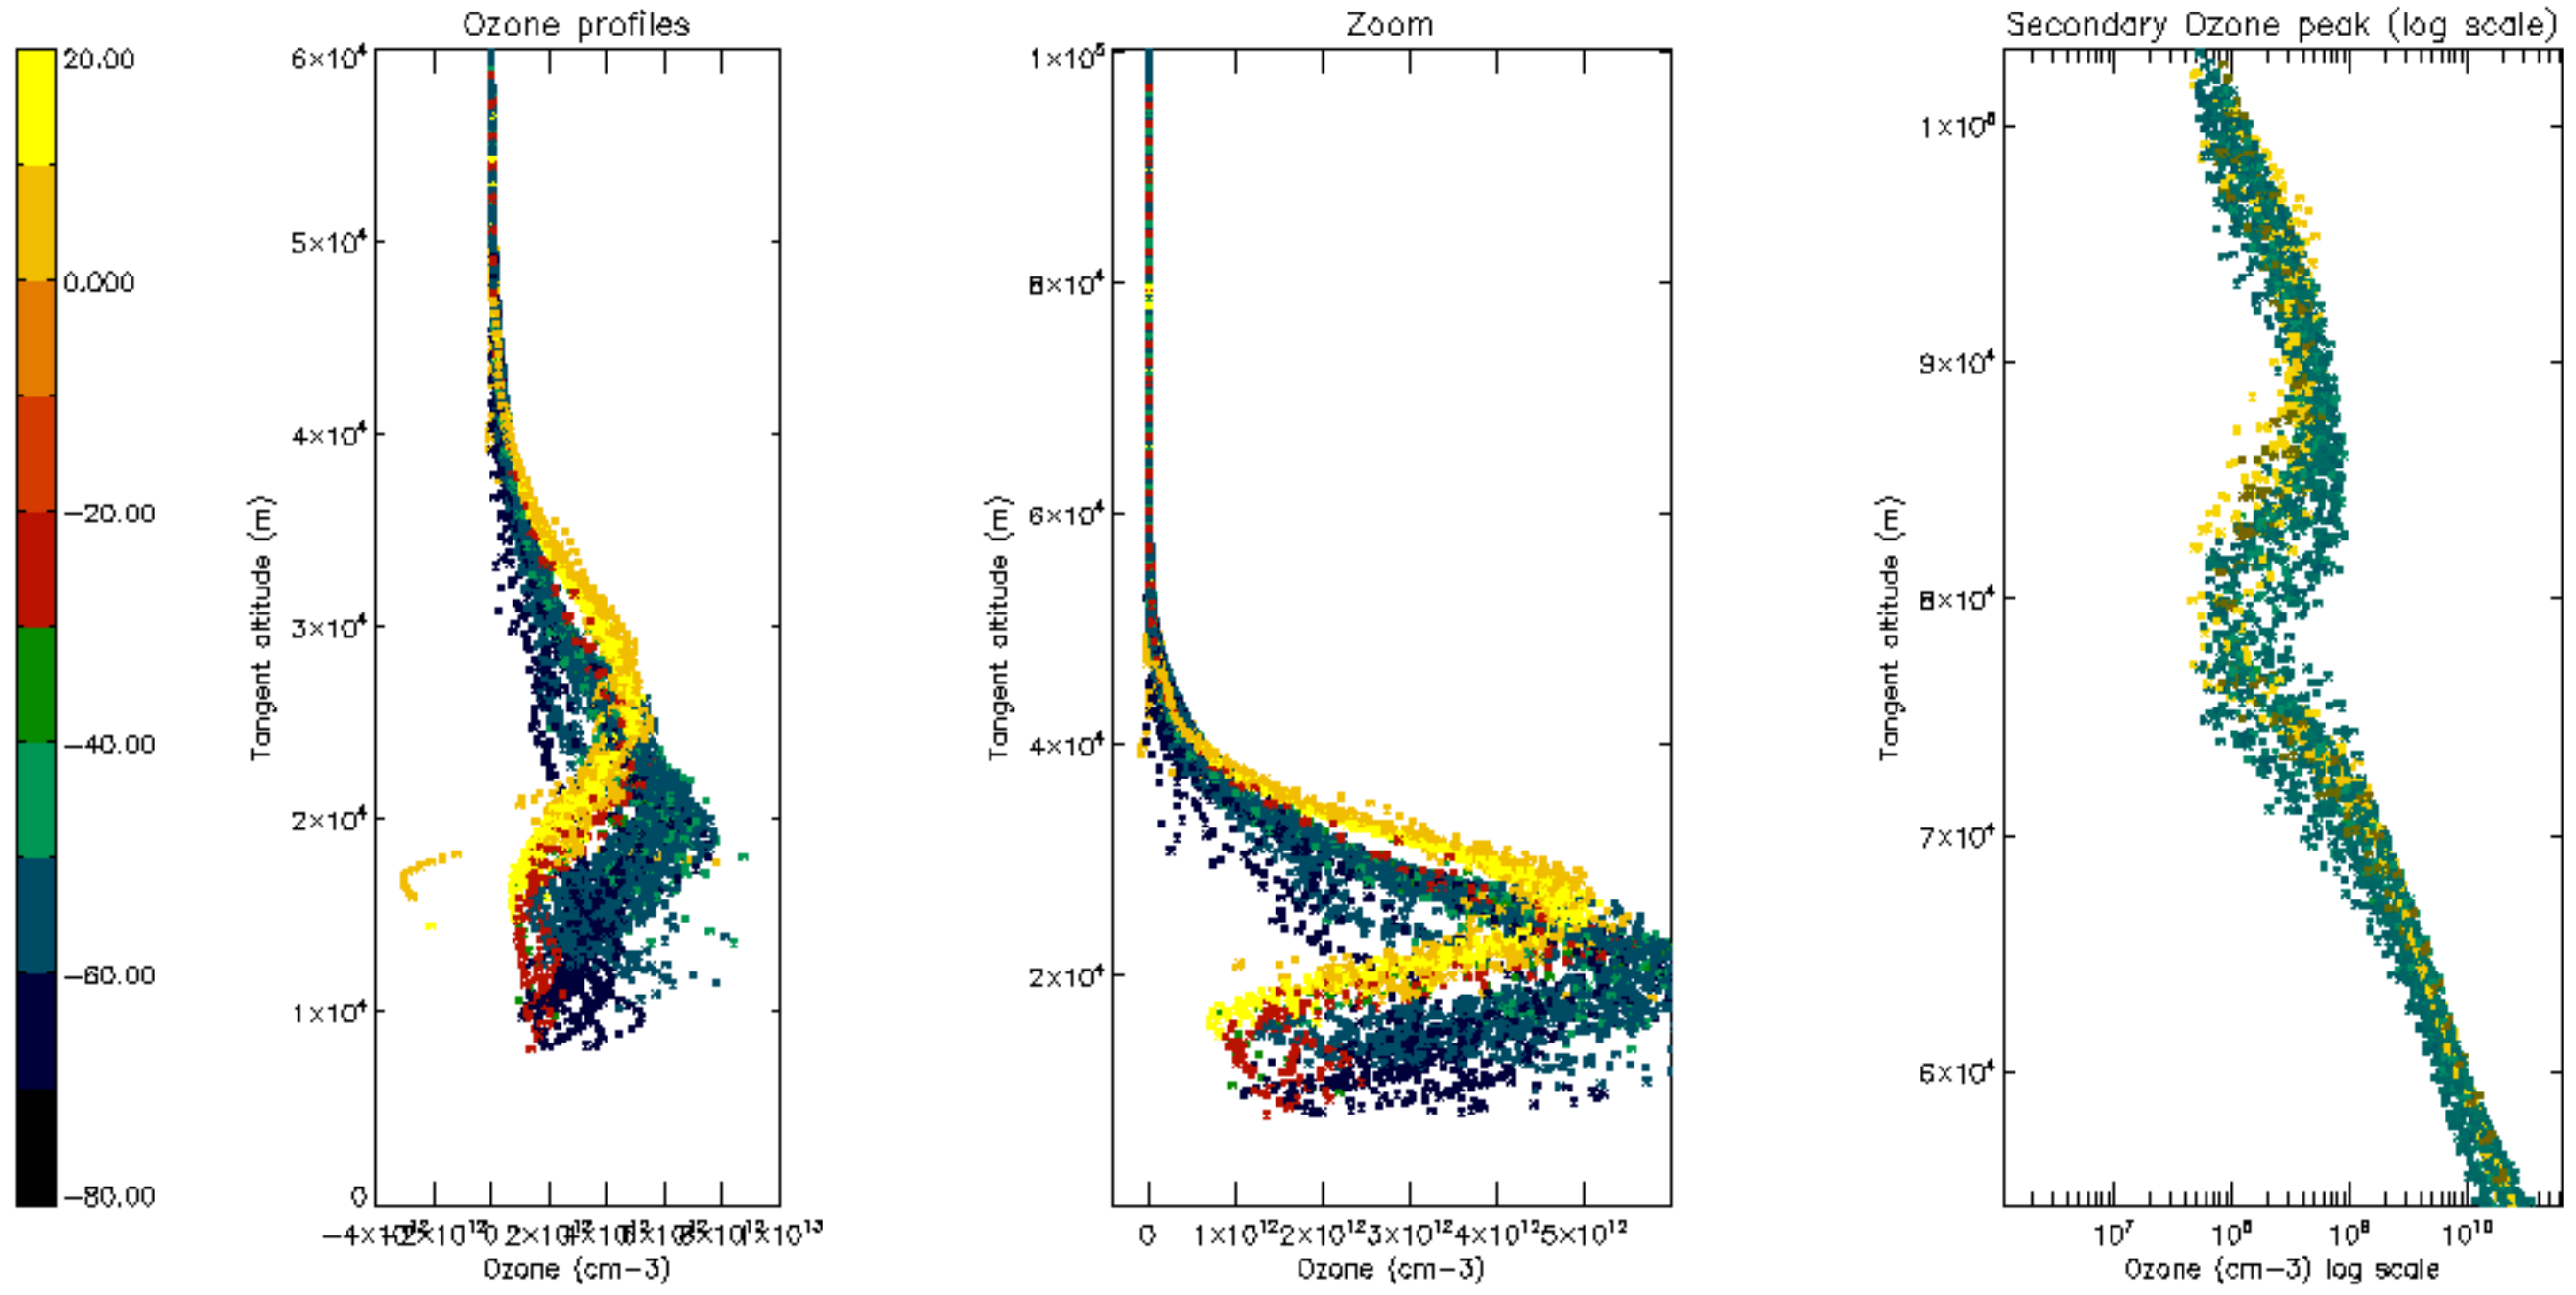 Ozone profiles
Zoom
Secondary Ozone peak (log scale)
20.00
0.000
−20.00
−40.00
−60.00
−80.00
Tangent altitude (m)
6×10⁴
5×10⁴
4×10⁴
3×10⁴
2×10⁴
1×10⁴
0
0
Ozone (cm−3)
Tangent altitude (m)
1×10⁵
8×10⁴
6×10⁴
4×10⁴
2×10⁴
0 1×10¹² 2×10¹² 3×10¹² 4×10¹² 5×10¹²
Ozone (cm−3)
Tangent altitude (m)
1×10⁵
9×10⁴
8×10⁴
7×10⁴
6×10⁴
10⁷ 10⁸ 10⁹ 10¹⁰
Ozone (cm−3) log scale